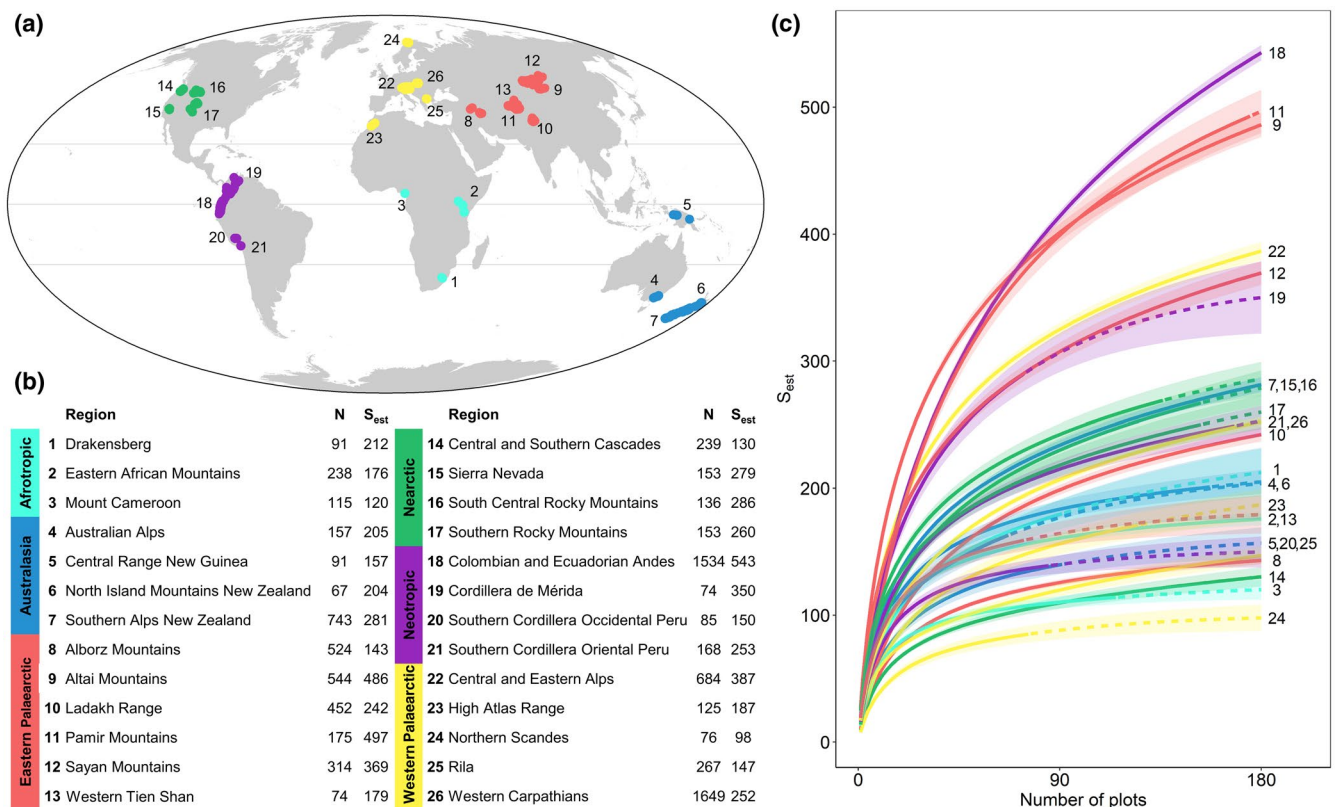 (a)
24
12
14
16
22
26
13
9
15
17
25
8
11
10
23
19
2
18
3
5
20
21
1
4
6
7
(b)
Region N Sest
Afrotropic
1 Drakensberg 91 212
2 Eastern African Mountains 238 176
3 Mount Cameroon 115 120
Australasia
4 Australian Alps 157 205
5 Central Range New Guinea 91 157
6 North Island Mountains New Zealand 67 204
7 Southern Alps New Zealand 743 281
Eastern Palaearctic
8 Alborz Mountains 524 143
9 Altai Mountains 544 486
10 Ladakh Range 452 242
11 Pamir Mountains 175 497
12 Sayan Mountains 314 369
13 Western Tien Shan 74 179
Region N Sest
Nearctic
14 Central and Southern Cascades 239 130
15 Sierra Nevada 153 279
16 South Central Rocky Mountains 136 286
17 Southern Rocky Mountains 153 260
Neotropic
18 Colombian and Ecuadorian Andes 1534 543
19 Cordillera de Mérida 74 350
20 Southern Cordillera Occidental Peru 85 150
21 Southern Cordillera Oriental Peru 168 253
Western Palaearctic
22 Central and Eastern Alps 684 387
23 High Atlas Range 125 187
24 Northern Scandes 76 98
25 Rila 267 147
26 Western Carpathians 1649 252
(c)
Sest
500
400
300
200
100
0
18
11
9
22
12
19
7,15,16
17
21,26
10
1
4,6
23
2,13
5,20,25
8
14
3
24
0 90 180
Number of plots